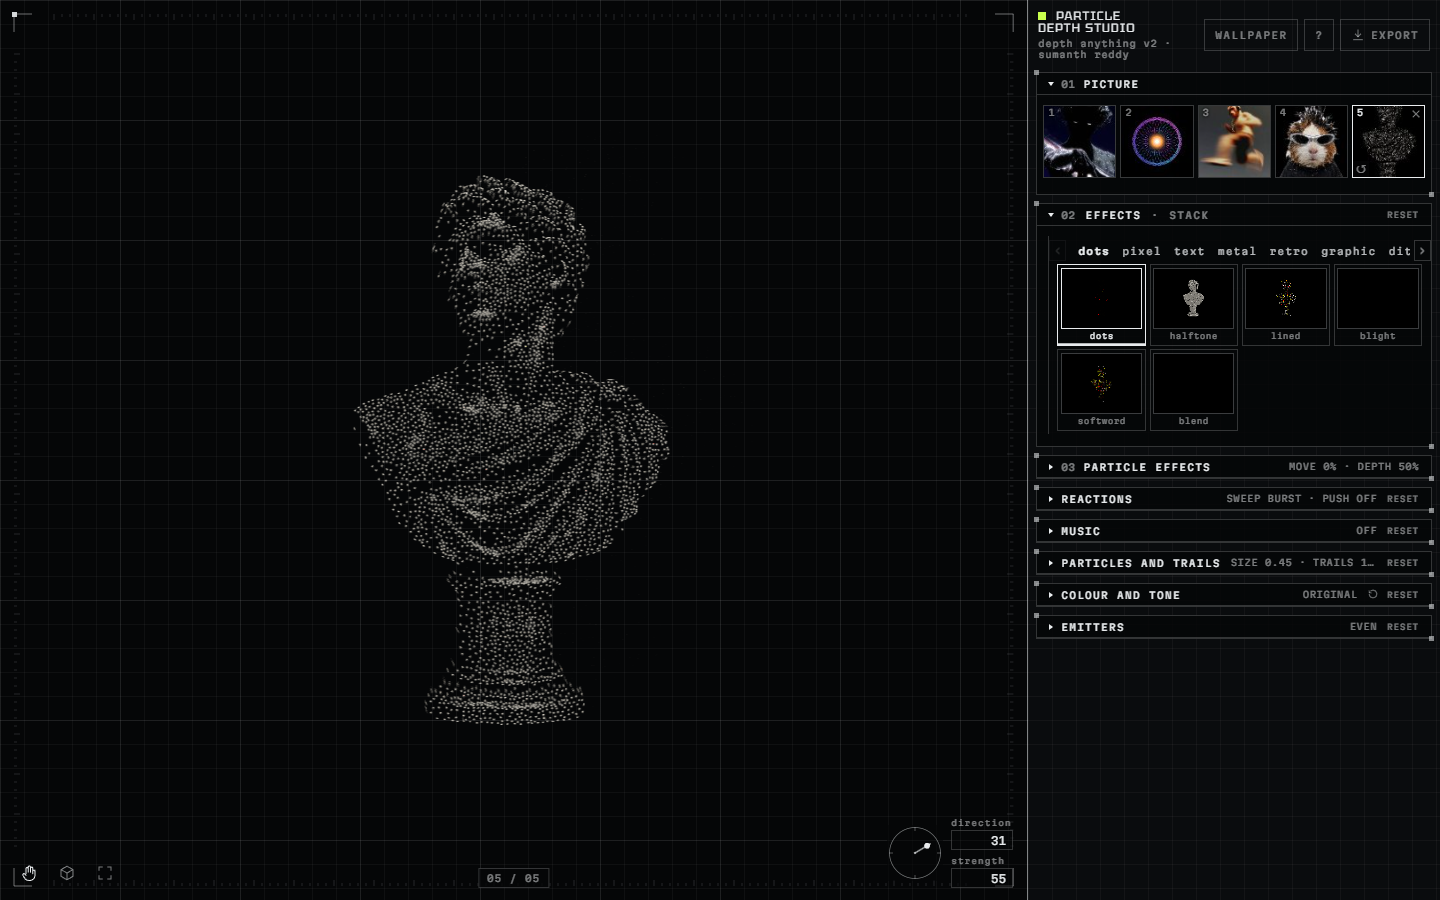 PARTICLE
DEPTH STUDIO
depth anything v2 ·
sumanth reddy
WALLPAPER
?
EXPORT
01 PICTURE
1
2
3
4
5
02 EFFECTS · STACK
RESET
dots pixel text metal retro graphic dit
dots
halftone
lined
blight
softword
blend
03 PARTICLE EFFECTS
MOVE 0% · DEPTH 50%
REACTIONS
SWEEP BURST · PUSH OFF RESET
MUSIC
OFF RESET
PARTICLES AND TRAILS
SIZE 0.45 · TRAILS 1… RESET
COLOUR AND TONE
ORIGINAL RESET
EMITTERS
EVEN RESET
direction
31
strength
55
05 / 05